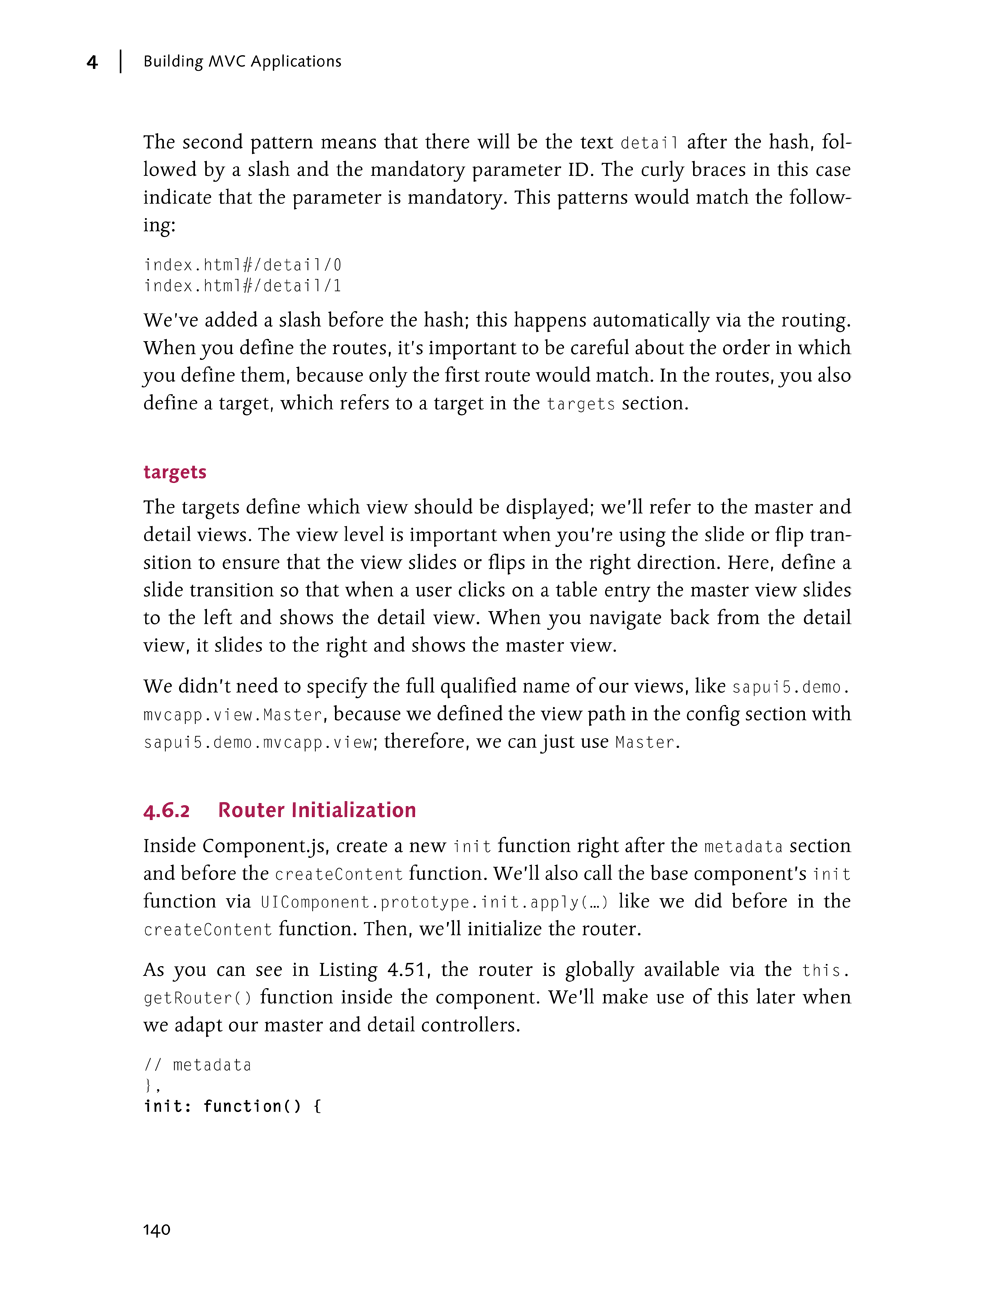 4 | Building MVC Applications
The second pattern means that there will be the text detail after the hash, fol-
lowed by a slash and the mandatory parameter ID. The curly braces in this case
indicate that the parameter is mandatory. This patterns would match the follow-
ing:
index.html#/detail/0
index.html#/detail/1
We’ve added a slash before the hash; this happens automatically via the routing.
When you define the routes, it’s important to be careful about the order in which
you define them, because only the first route would match. In the routes, you also
define a target, which refers to a target in the targets section.
targets
The targets define which view should be displayed; we’ll refer to the master and
detail views. The view level is important when you’re using the slide or flip tran-
sition to ensure that the view slides or flips in the right direction. Here, define a
slide transition so that when a user clicks on a table entry the master view slides
to the left and shows the detail view. When you navigate back from the detail
view, it slides to the right and shows the master view.
We didn’t need to specify the full qualified name of our views, like sapui5.demo.
mvcapp.view.Master, because we defined the view path in the config section with
sapui5.demo.mvcapp.view; therefore, we can just use Master.
4.6.2 Router Initialization
Inside Component.js, create a new init function right after the metadata section
and before the createContent function. We’ll also call the base component’s init
function via UIComponent.prototype.init.apply(…) like we did before in the
createContent function. Then, we’ll initialize the router.
As you can see in Listing 4.51, the router is globally available via the this.
getRouter() function inside the component. We’ll make use of this later when
we adapt our master and detail controllers.
// metadata
},
init: function() {
140